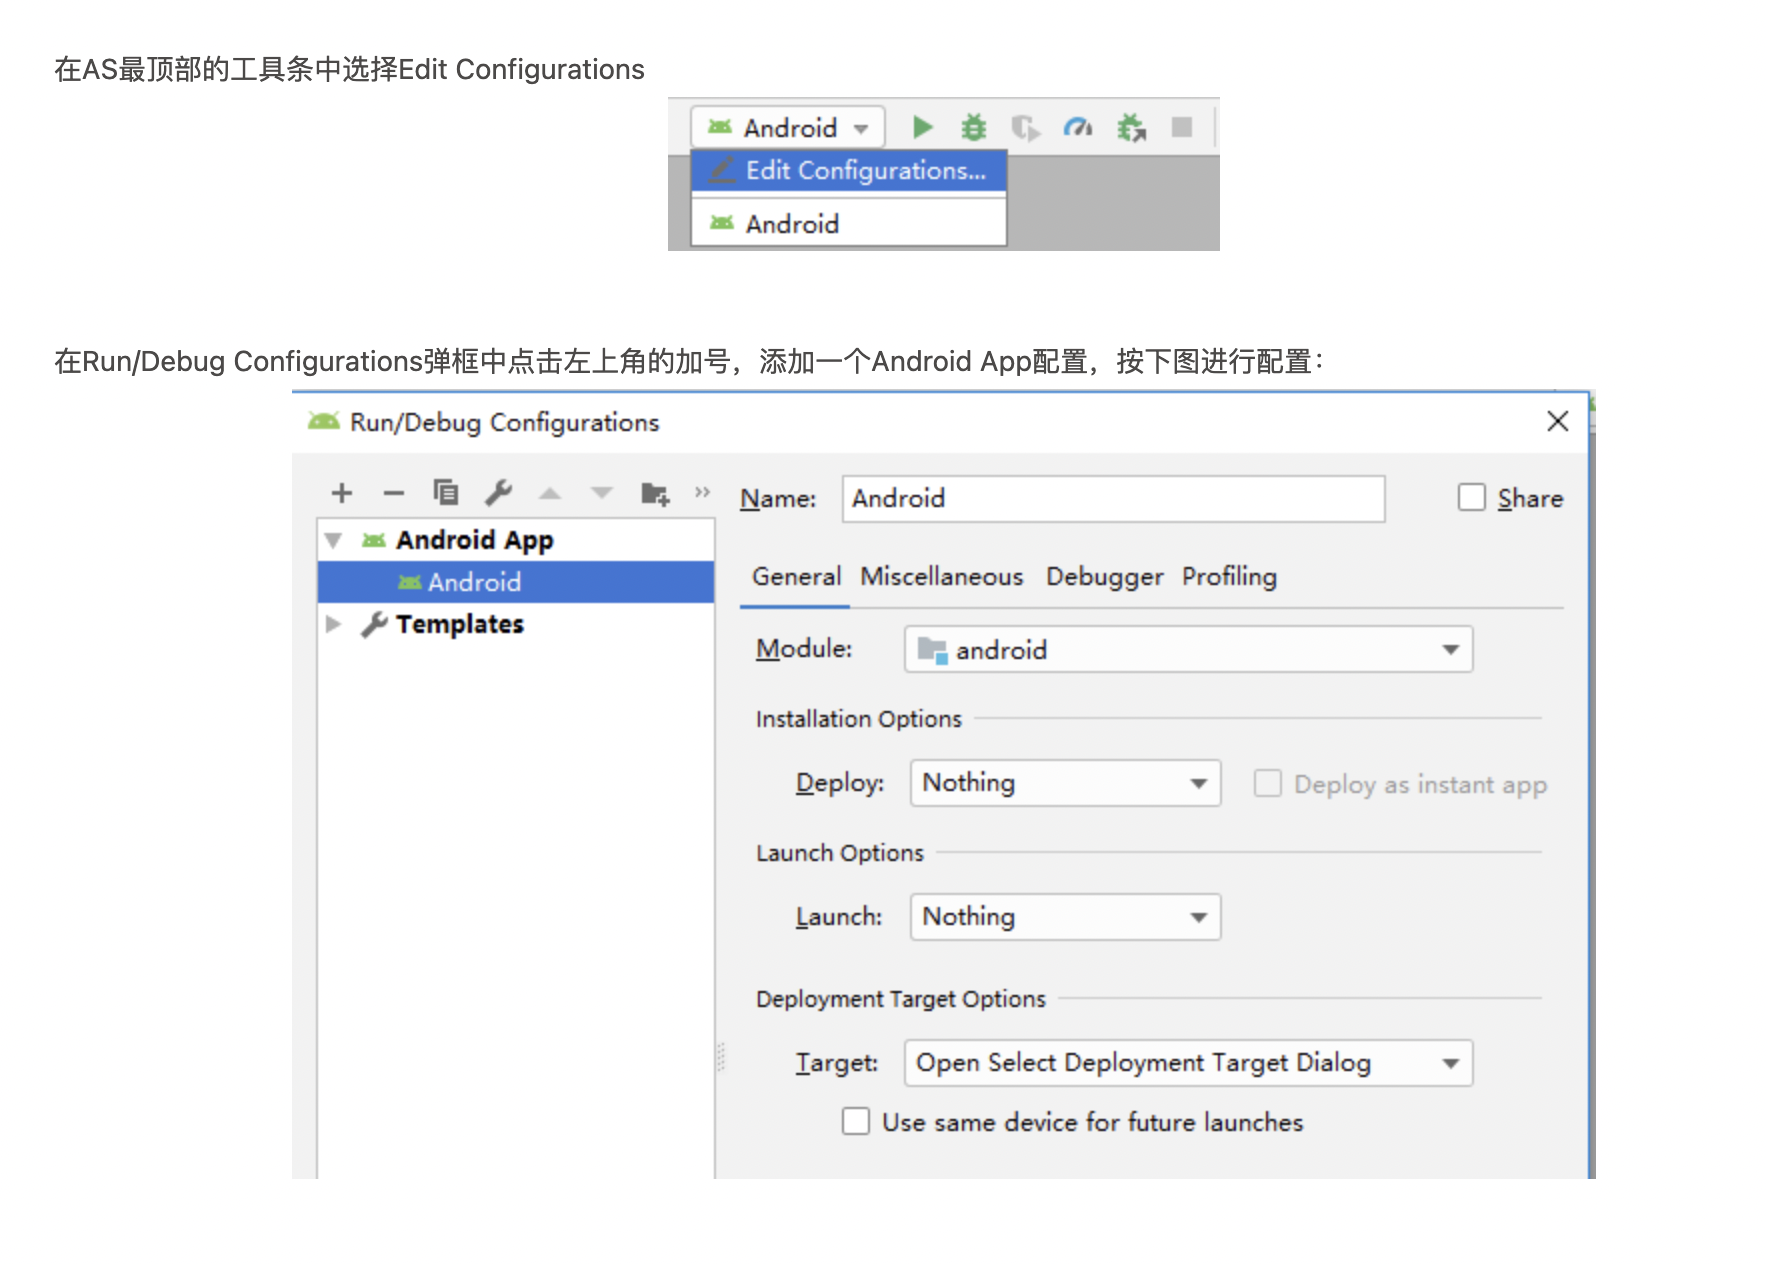 在AS最顶部的工具条中选择Edit Configurations
Android
Edit Configurations...
Android
在Run/Debug Configurations弹框中点击左上角的加号，添加一个Android App配置，按下图进行配置：
Run/Debug Configurations
Name: Android Share
Android App
Android
Templates
General Miscellaneous Debugger Profiling
Module: android
Installation Options
Deploy: Nothing Deploy as instant app
Launch Options
Launch: Nothing
Deployment Target Options
Target: Open Select Deployment Target Dialog
Use same device for future launches